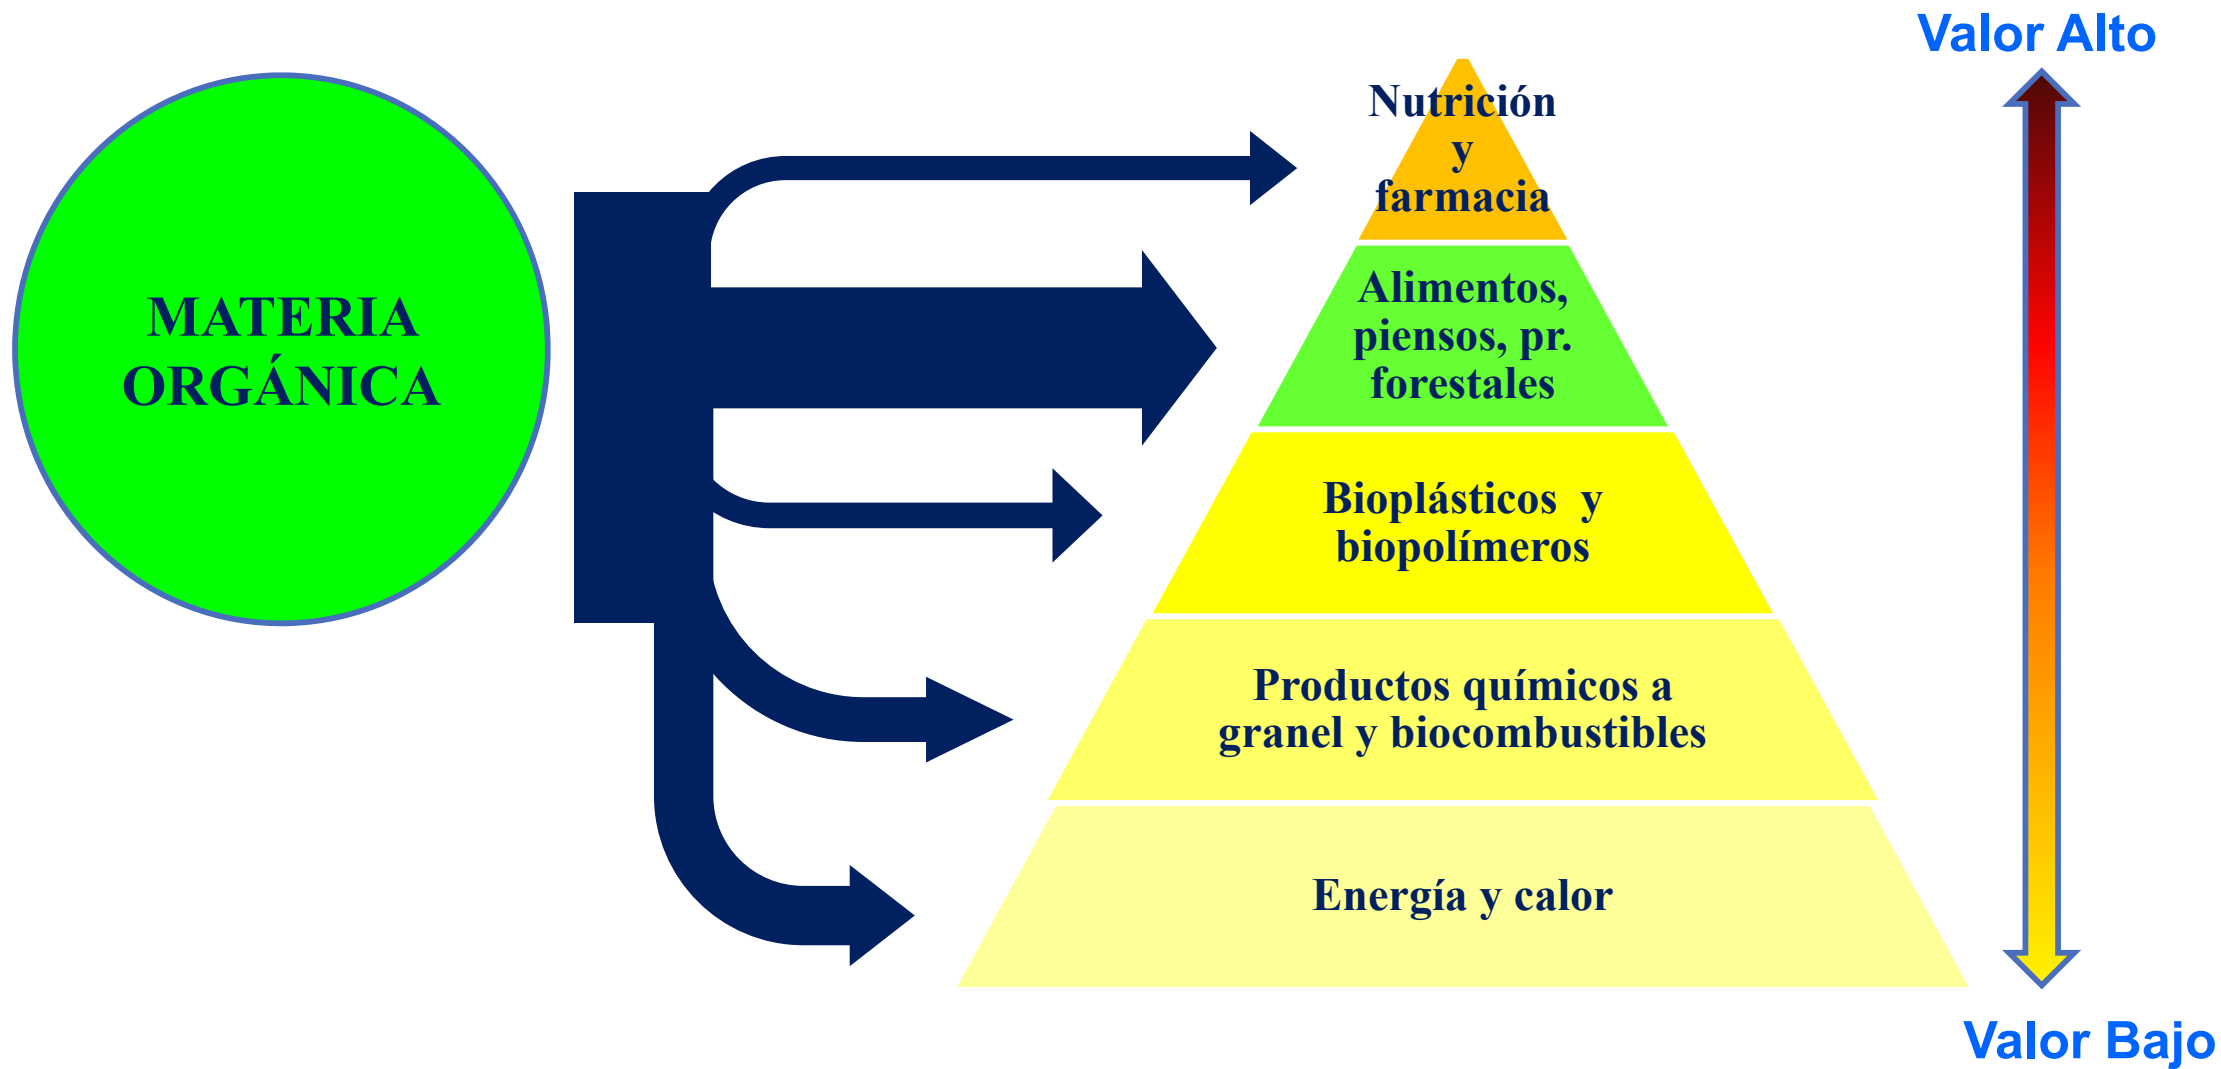 Valor Alto
MATERIA
ORGÁNICA
Nutrición
y
farmacia
Alimentos,
piensos, pr.
forestales
Bioplásticos y
biopolímeros
Productos químicos a
granel y biocombustibles
Energía y calor
Valor Bajo